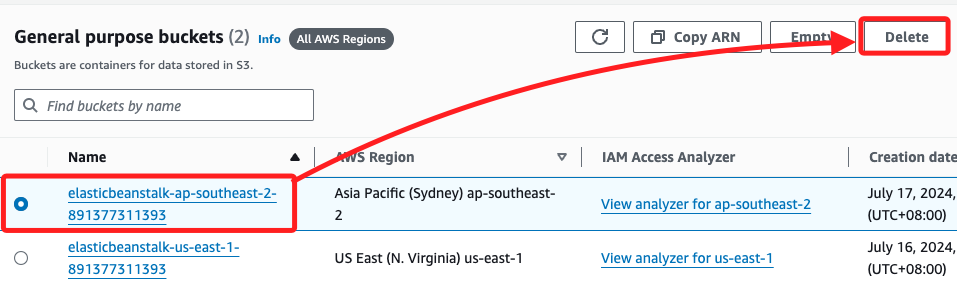 General purpose buckets (2) Info All AWS Regions
Copy ARN Empty Delete
Buckets are containers for data stored in S3.
Find buckets by name
Name AWS Region IAM Access Analyzer Creation date
elasticbeanstalk-ap-southeast-2-
891377311393
Asia Pacific (Sydney) ap-southeast-
2
View analyzer for ap-southeast-2
July 17, 2024,
(UTC+08:00)
elasticbeanstalk-us-east-1-
891377311393
US East (N. Virginia) us-east-1
View analyzer for us-east-1
July 16, 2024,
(UTC+08:00)